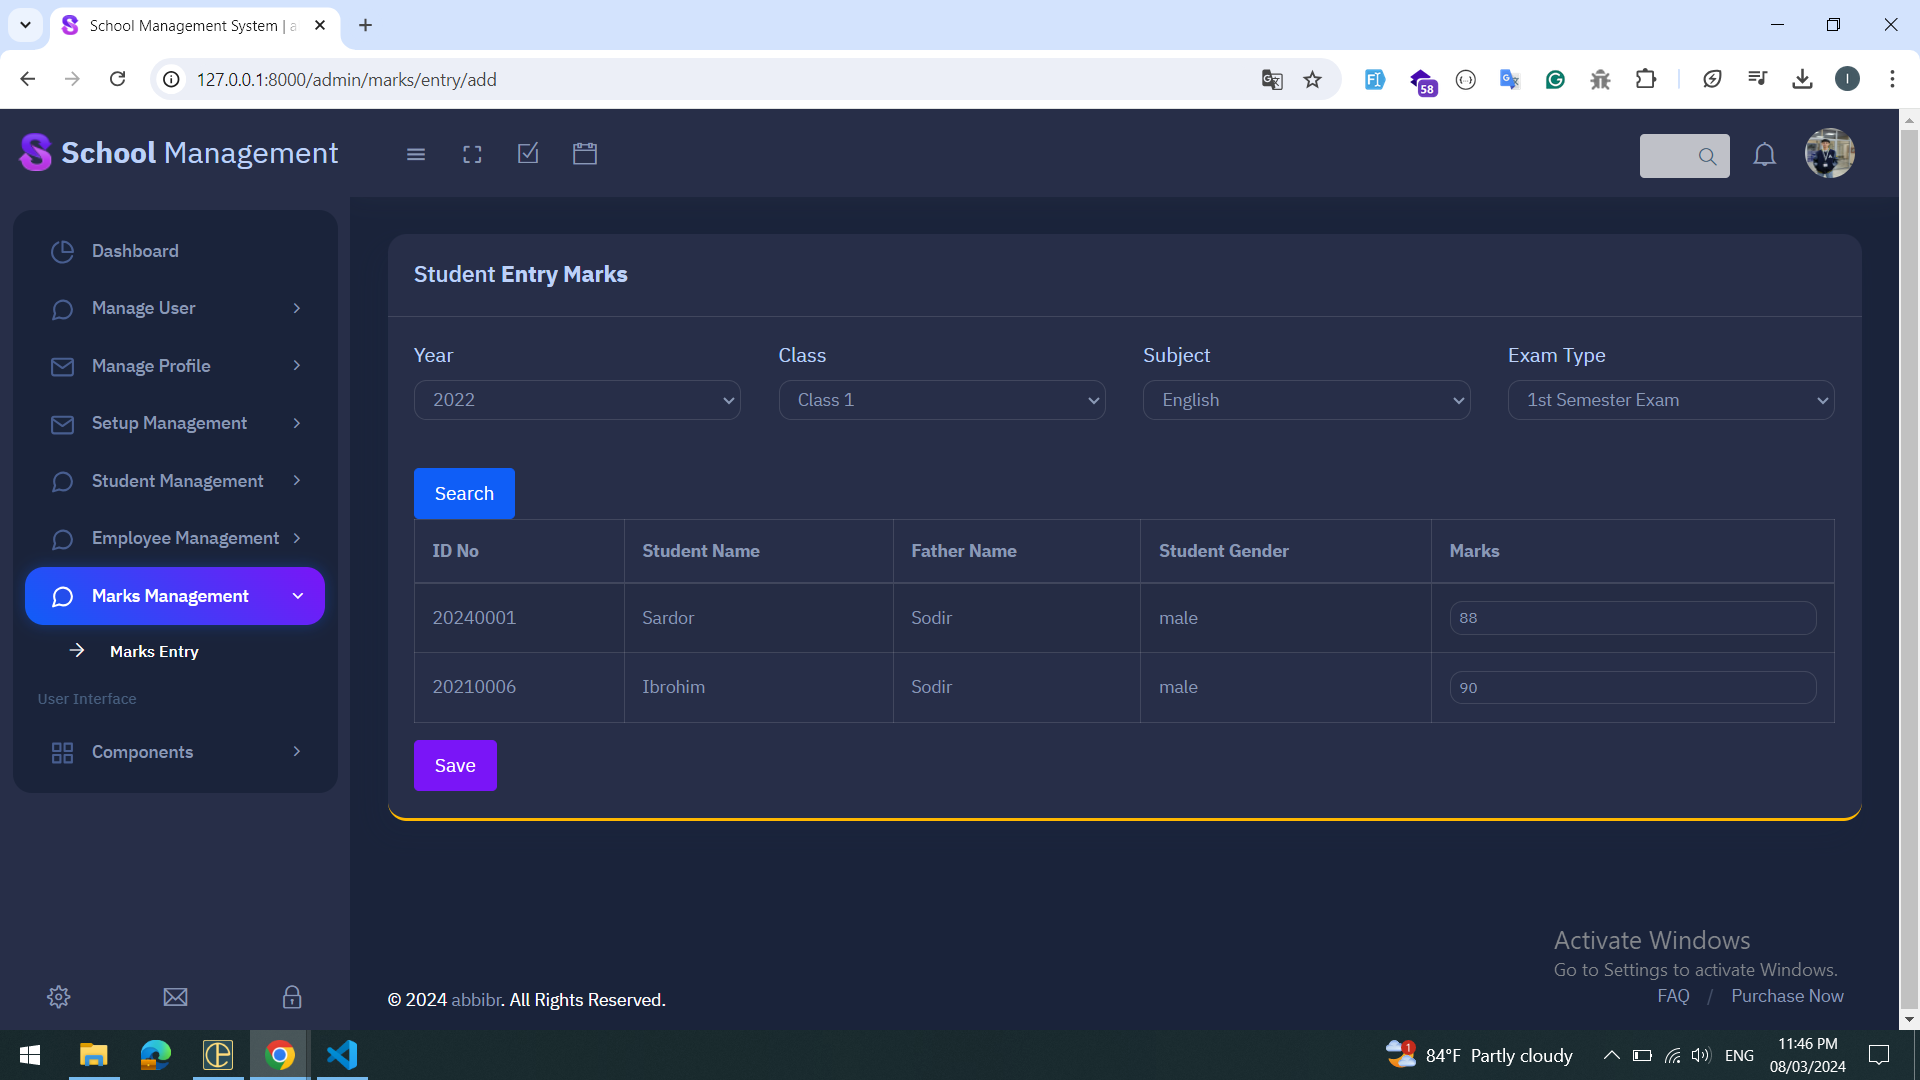 School Management System | a
127.0.0.1:8000/admin/marks/entry/add
58
I
School Management
Dashboard
Manage User
Manage Profile
Setup Management
Student Management
Employee Management
Marks Management
Marks Entry
User Interface
Components
Student Entry Marks
Year Class Subject Exam Type
2022 Class 1 English 1st Semester Exam
Search
ID No Student Name Father Name Student Gender Marks
20240001 Sardor Sodir male 88
20210006 Ibrohim Sodir male 90
Save
Activate Windows
Go to Settings to activate Windows.
© 2024 abbibr. All Rights Reserved.
FAQ / Purchase Now
1 84°F Partly cloudy ENG
11:46 PM
08/03/2024